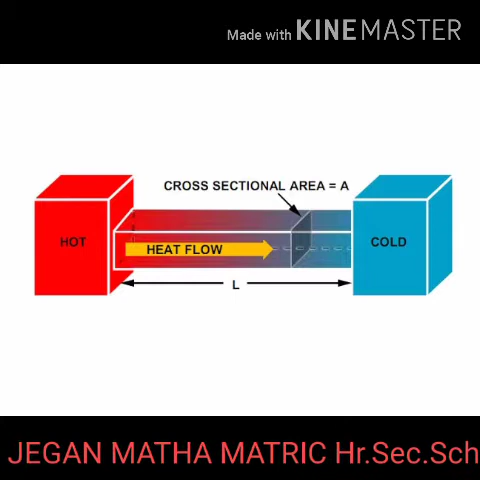 Made with KINEMASTER
CROSS SECTIONAL AREA = A
HOT
HEAT FLOW
COLD
L
JEGAN MATHA MATRIC Hr.Sec.Sch